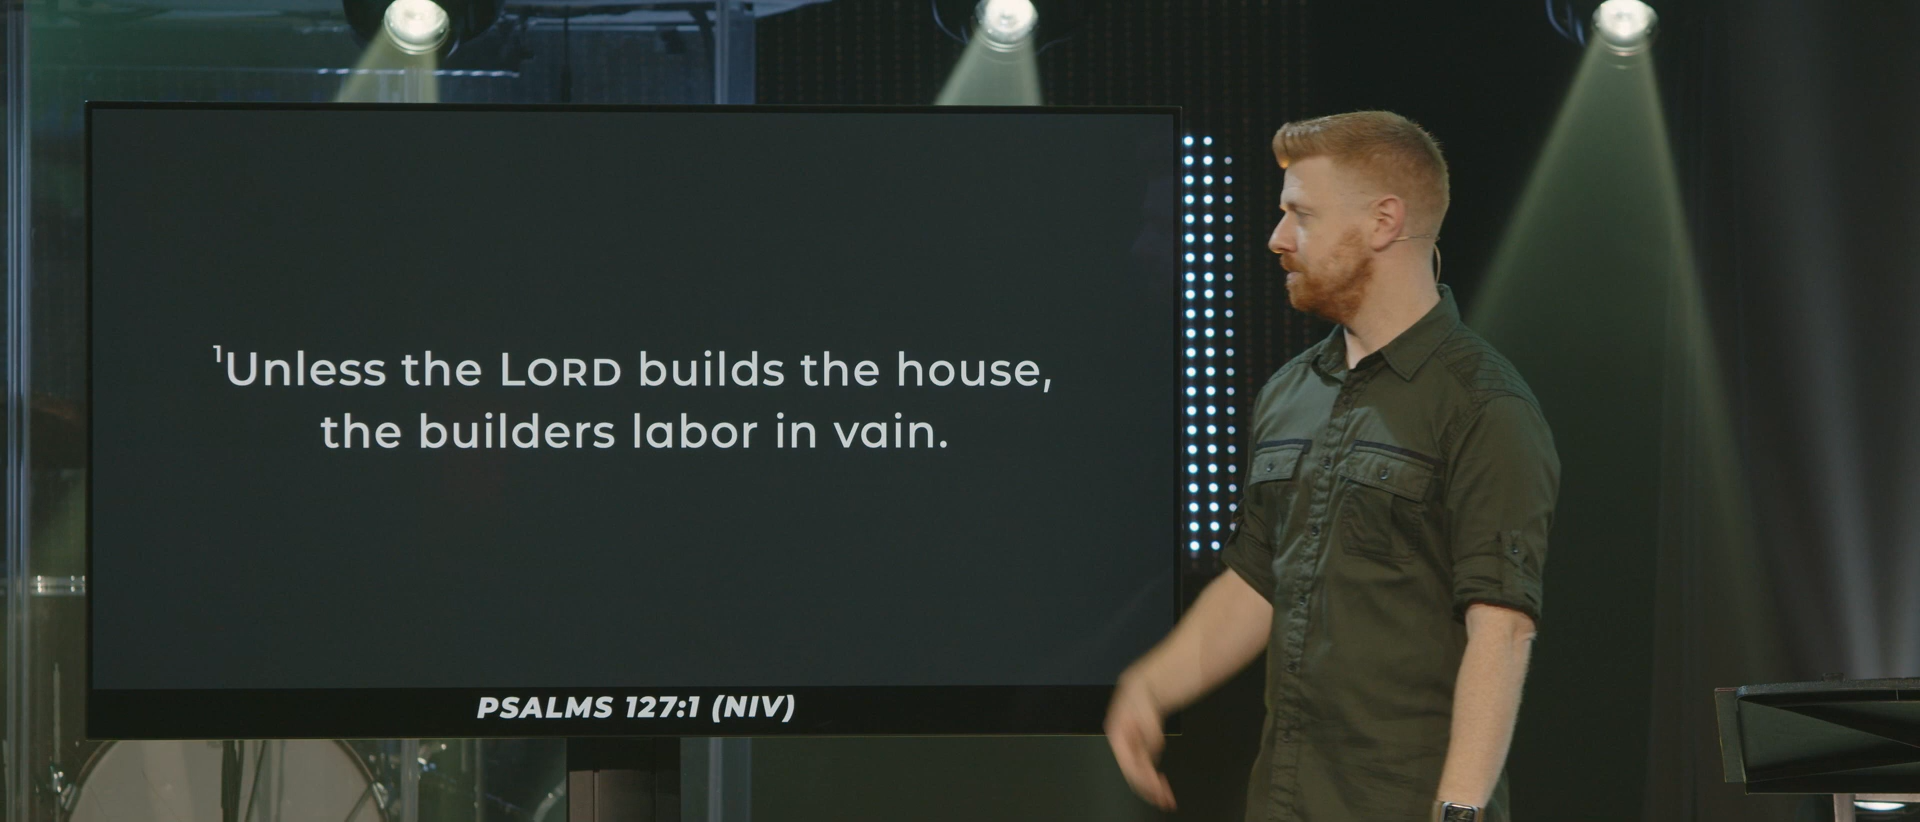 ¹Unless the LORD builds the house,
the builders labor in vain.
PSALMS 127:1 (NIV)